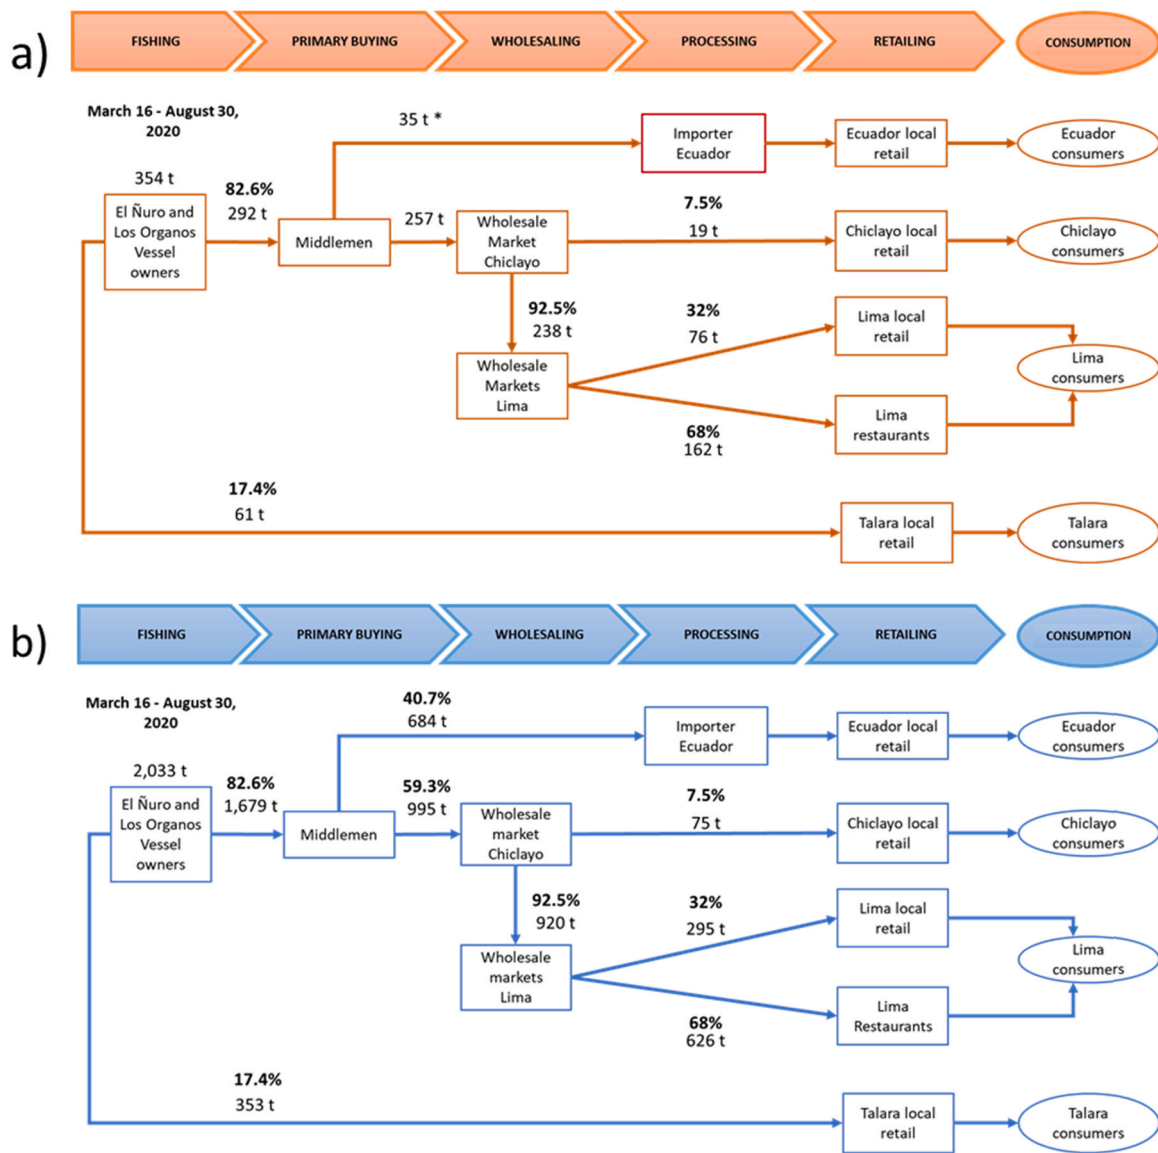 a)
FISHING
PRIMARY BUYING
WHOLESALING
PROCESSING
RETAILING
CONSUMPTION
March 16 - August 30,
2020
354 t
El Ñuro and
Los Organos
Vessel
owners
82.6%
292 t
Middlemen
35 t *
257 t
Wholesale
Market
Chiclayo
Importer
Ecuador
Ecuador local
retail
Ecuador
consumers
7.5%
19 t
Chiclayo local
retail
Chiclayo
consumers
92.5%
238 t
Wholesale
Markets
Lima
32%
76 t
Lima local
retail
Lima
consumers
68%
162 t
Lima
restaurants
17.4%
61 t
Talara local
retail
Talara
consumers
b)
FISHING
PRIMARY BUYING
WHOLESALING
PROCESSING
RETAILING
CONSUMPTION
March 16 - August 30,
2020
2,033 t
El Ñuro and
Los Organos
Vessel
owners
82.6%
1,679 t
Middlemen
40.7%
684 t
59.3%
995 t
Wholesale
market
Chiclayo
Importer
Ecuador
Ecuador local
retail
Ecuador
consumers
7.5%
75 t
Chiclayo local
retail
Chiclayo
consumers
92.5%
920 t
Wholesale
markets
Lima
32%
295 t
Lima local
retail
Lima
consumers
68%
626 t
Lima
Restaurants
17.4%
353 t
Talara local
retail
Talara
consumers